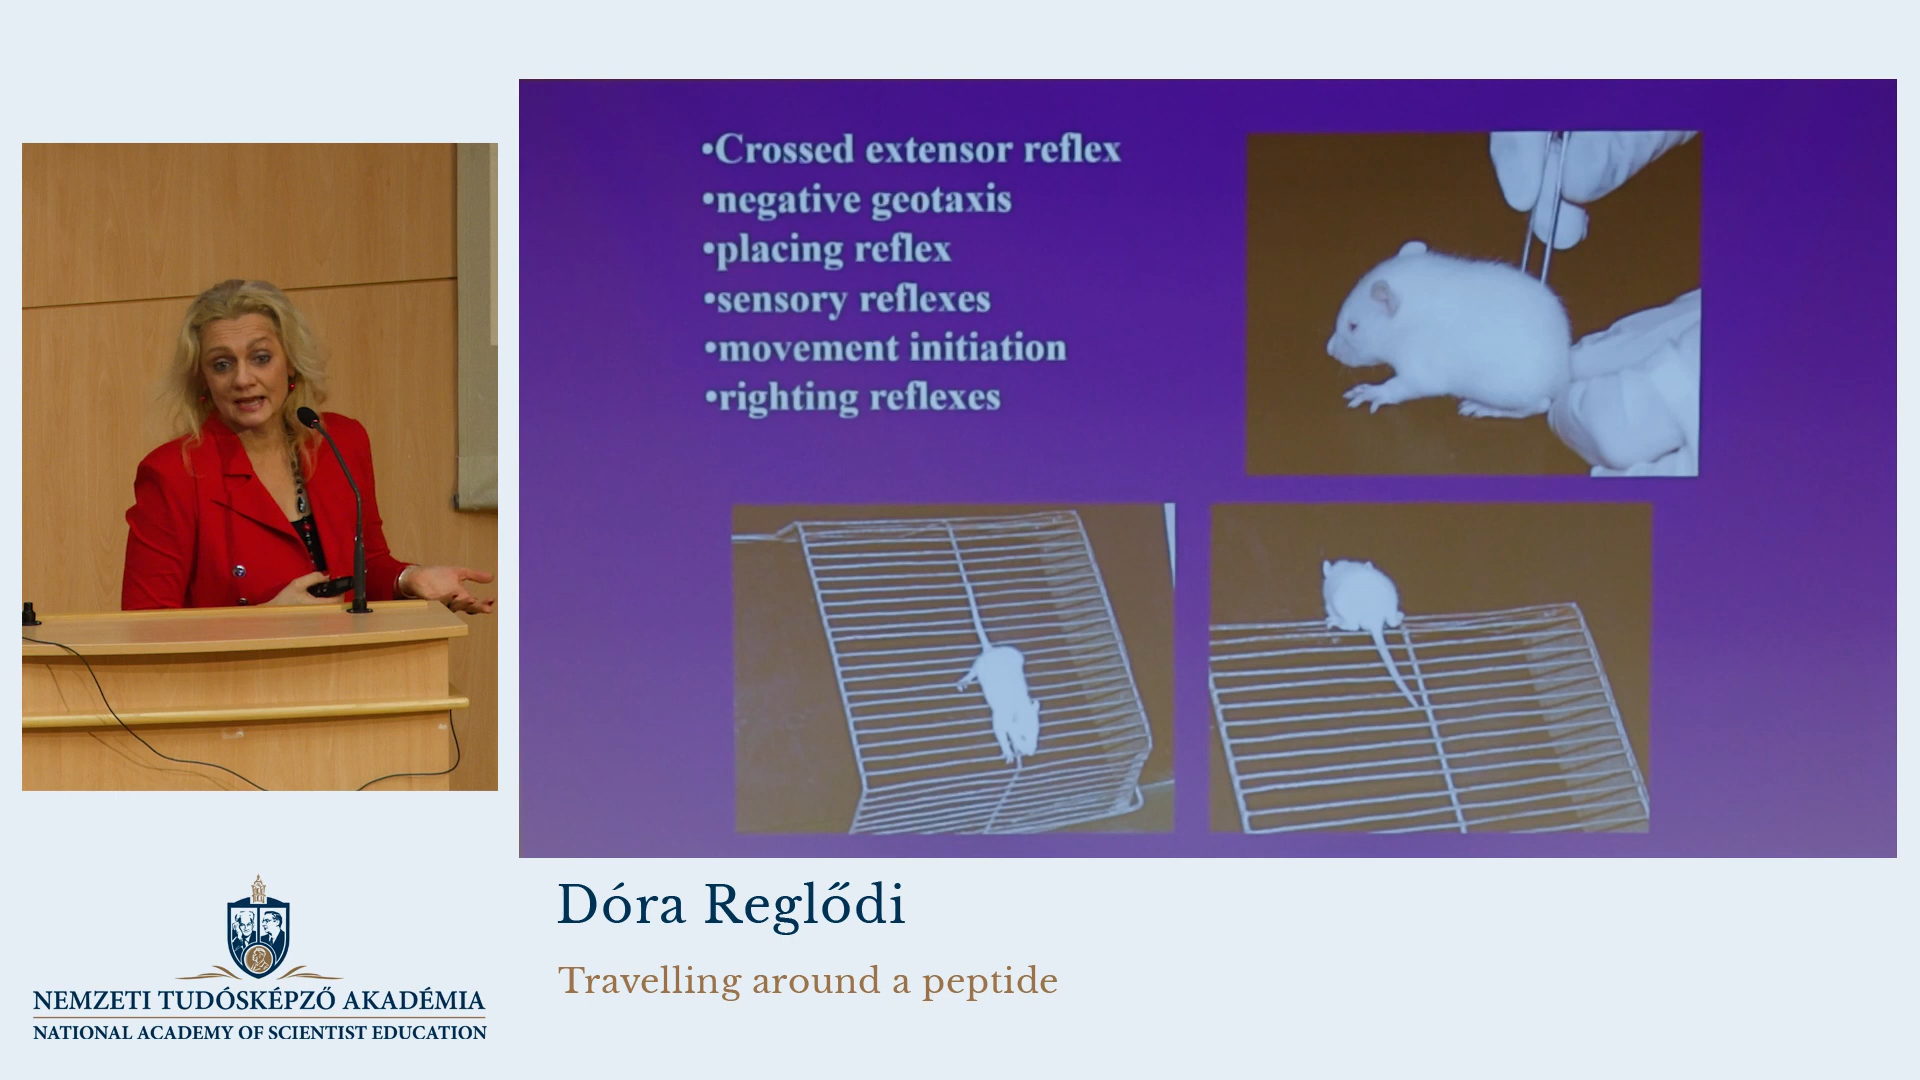 •Crossed extensor reflex
•negative geotaxis
•placing reflex
•sensory reflexes
•movement initiation
•righting reflexes
Dóra Reglődi
Travelling around a peptide
NEMZETI TUDÓSKÉPZŐ AKADÉMIA
NATIONAL ACADEMY OF SCIENTIST EDUCATION